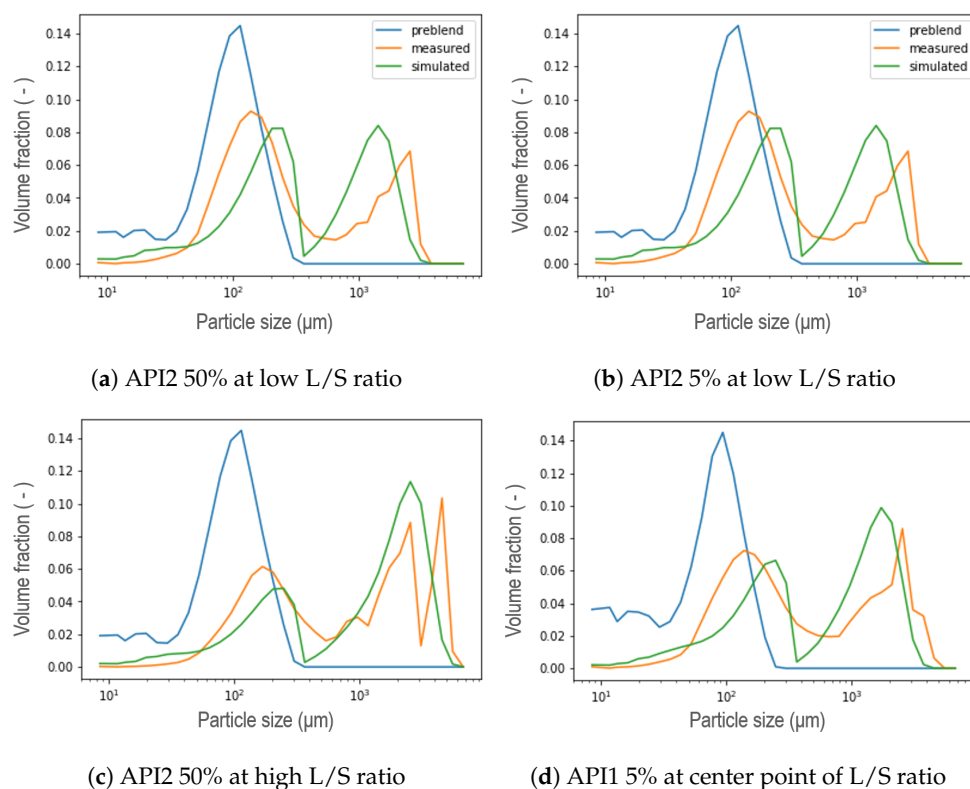 0.14
0.12
0.10
0.08
0.06
0.04
0.02
0.00
Volume fraction ( - )
preblend
measured
simulated
10¹ 10² 10³
Particle size (µm)
(a) API2 50% at low L/S ratio
0.14
0.12
0.10
0.08
0.06
0.04
0.02
0.00
Volume fraction ( - )
preblend
measured
simulated
10¹ 10² 10³
Particle size (µm)
(b) API2 5% at low L/S ratio
0.14
0.12
0.10
0.08
0.06
0.04
0.02
0.00
Volume fraction ( - )
10¹ 10² 10³
Particle size (µm)
(c) API2 50% at high L/S ratio
0.14
0.12
0.10
0.08
0.06
0.04
0.02
0.00
Volume fraction ( - )
10¹ 10² 10³
Particle size (µm)
(d) API1 5% at center point of L/S ratio